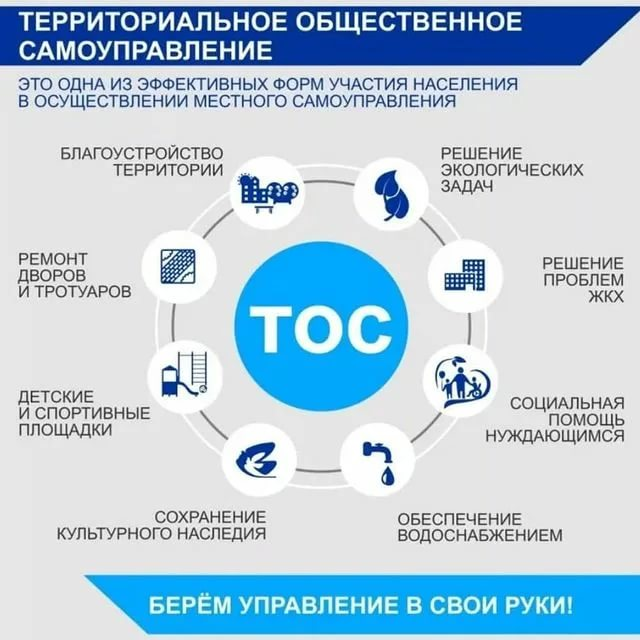 ТЕРРИТОРИАЛЬНОЕ ОБЩЕСТВЕННОЕ
САМОУПРАВЛЕНИЕ
ЭТО ОДНА ИЗ ЭФФЕКТИВНЫХ ФОРМ УЧАСТИЯ НАСЕЛЕНИЯ
В ОСУЩЕСТВЛЕНИИ МЕСТНОГО САМОУПРАВЛЕНИЯ
БЛАГОУСТРОЙСТВО
ТЕРРИТОРИИ
РЕШЕНИЕ
ЭКОЛОГИЧЕСКИХ
ЗАДАЧ
РЕМОНТ
ДВОРОВ
И ТРОТУАРОВ
РЕШЕНИЕ
ПРОБЛЕМ
ЖКХ
ТОС
ДЕТСКИЕ
И СПОРТИВНЫЕ
ПЛОЩАДКИ
СОЦИАЛЬНАЯ
ПОМОЩЬ
НУЖДАЮЩИМСЯ
СОХРАНЕНИЕ
КУЛЬТУРНОГО НАСЛЕДИЯ
ОБЕСПЕЧЕНИЕ
ВОДОСНАБЖЕНИЕМ
БЕРЁМ УПРАВЛЕНИЕ В СВОИ РУКИ!